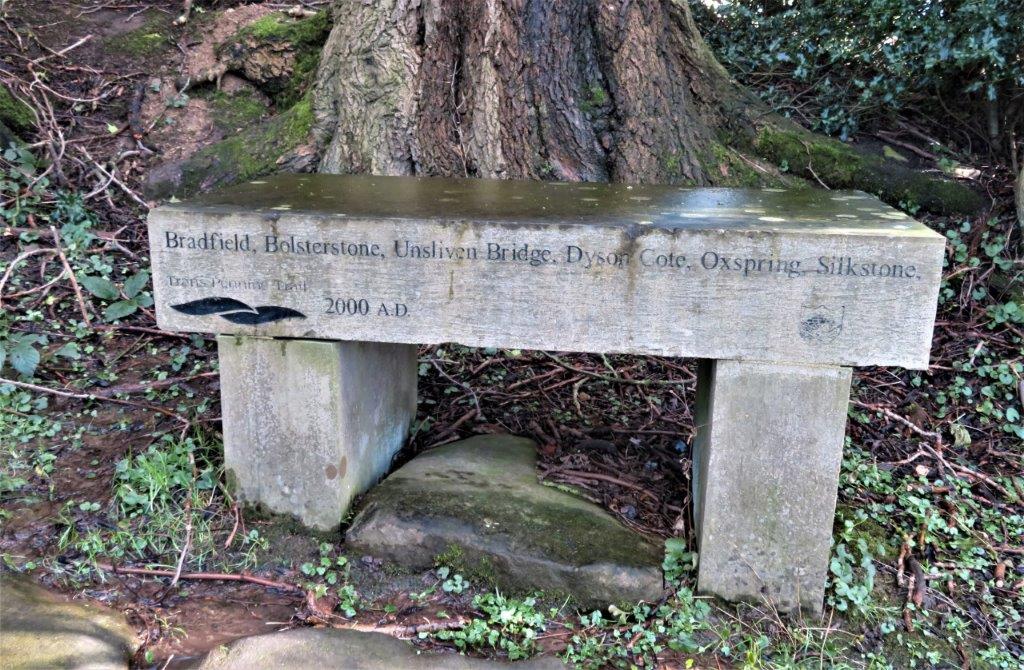 Bradfield, Bolsterstone, Unsliven Bridge, Dyson Cote, Oxspring, Silkstone,
Trans Pennine Trail
2000 A.D.